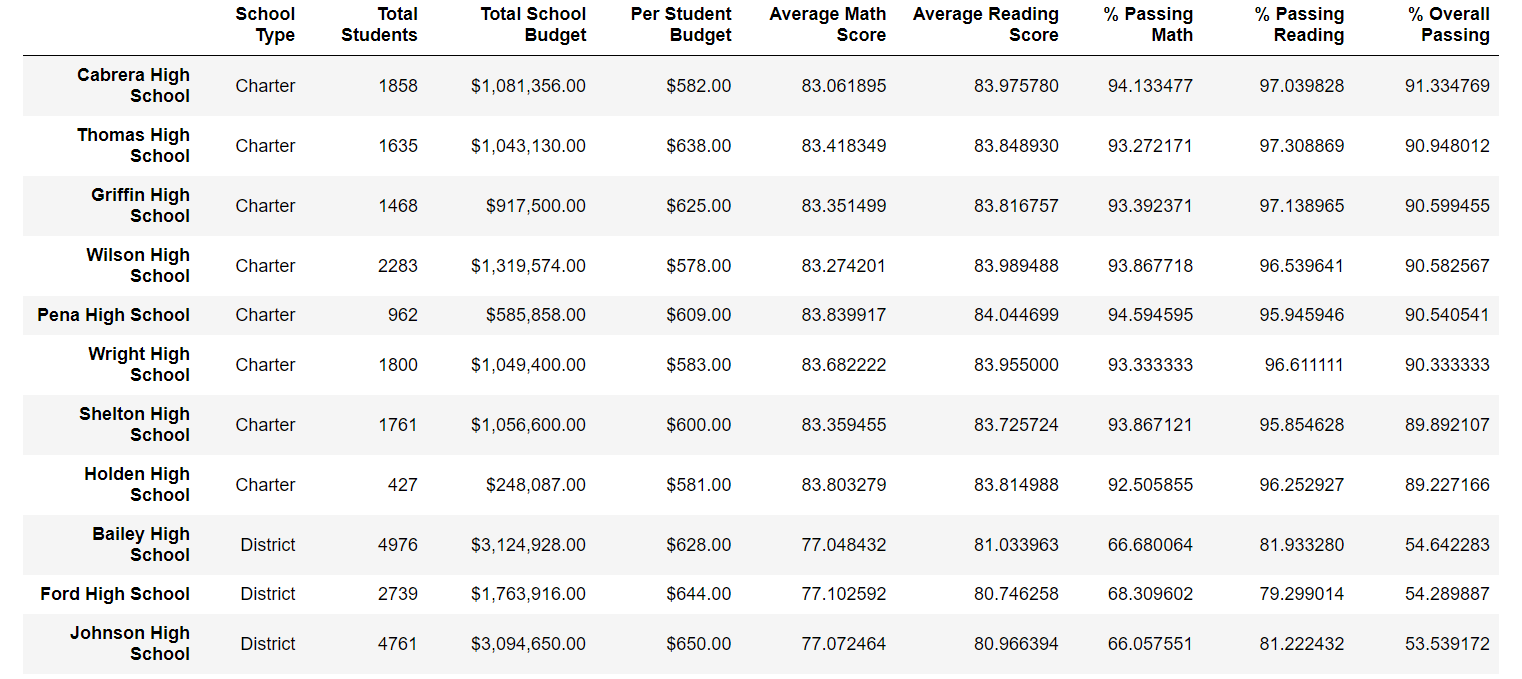 School Type Total Students Total School Budget Per Student Budget Average Math Score Average Reading Score % Passing Math % Passing Reading % Overall Passing
Cabrera High School Charter 1858 $1,081,356.00 $582.00 83.061895 83.975780 94.133477 97.039828 91.334769
Thomas High School Charter 1635 $1,043,130.00 $638.00 83.418349 83.848930 93.272171 97.308869 90.948012
Griffin High School Charter 1468 $917,500.00 $625.00 83.351499 83.816757 93.392371 97.138965 90.599455
Wilson High School Charter 2283 $1,319,574.00 $578.00 83.274201 83.989488 93.867718 96.539641 90.582567
Pena High School Charter 962 $585,858.00 $609.00 83.839917 84.044699 94.594595 95.945946 90.540541
Wright High School Charter 1800 $1,049,400.00 $583.00 83.682222 83.955000 93.333333 96.611111 90.333333
Shelton High School Charter 1761 $1,056,600.00 $600.00 83.359455 83.725724 93.867121 95.854628 89.892107
Holden High School Charter 427 $248,087.00 $581.00 83.803279 83.814988 92.505855 96.252927 89.227166
Bailey High School District 4976 $3,124,928.00 $628.00 77.048432 81.033963 66.680064 81.933280 54.642283
Ford High School District 2739 $1,763,916.00 $644.00 77.102592 80.746258 68.309602 79.299014 54.289887
Johnson High School District 4761 $3,094,650.00 $650.00 77.072464 80.966394 66.057551 81.222432 53.539172